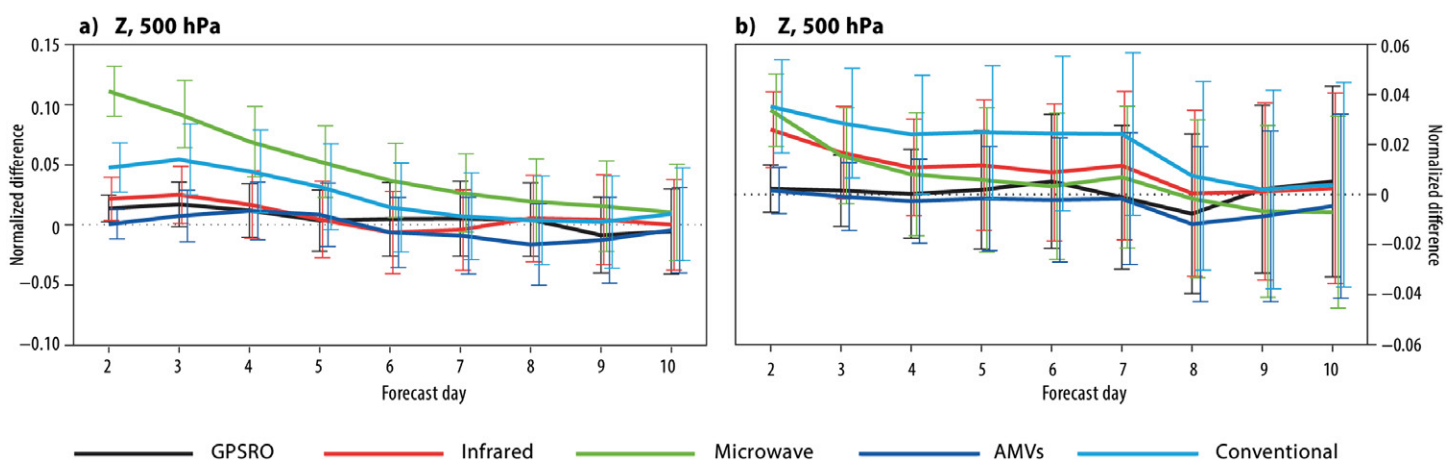 a) Z, 500 hPa
0.15
0.10
0.05
0
−0.05
−0.10
Normalized difference
2 3 4 5 6 7 8 9 10
Forecast day
b) Z, 500 hPa
0.06
0.04
0.02
0
−0.02
−0.04
−0.06
Normalized difference
2 3 4 5 6 7 8 9 10
Forecast day
GPSRO Infrared Microwave AMVs Conventional